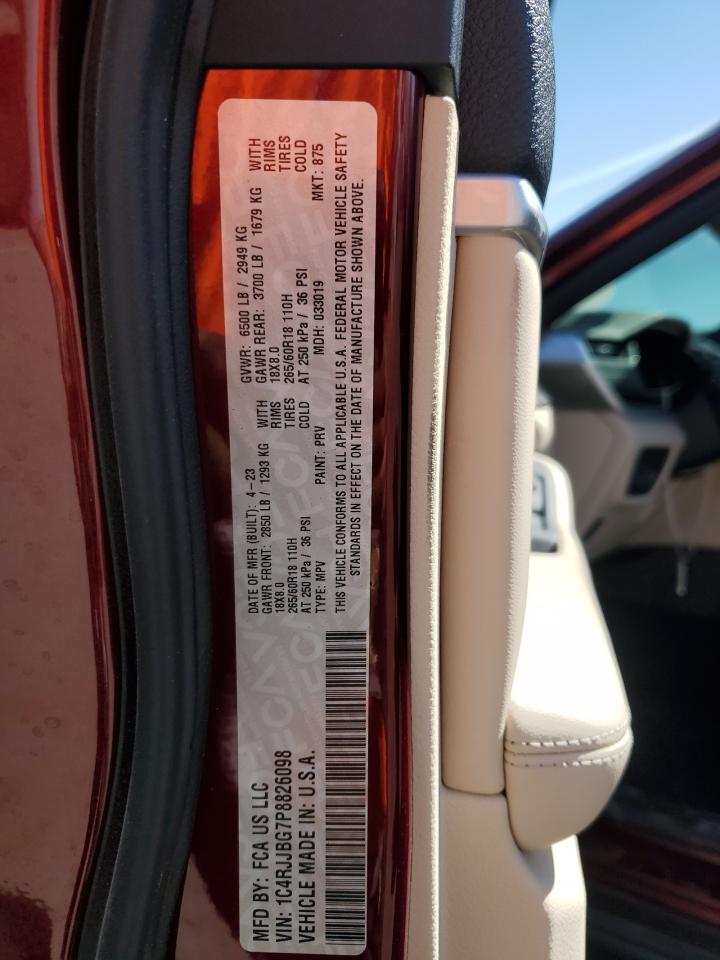 MFD BY: FCA US LLC
VIN: 1C4RJJBG7P8826098
VEHICLE MADE IN: U.S.A.
DATE OF MFR (BUILT): 4-23 GVWR: 6500 LB / 2949 KG
GAWR FRONT: 2850 LB / 1293 KG WITH GAWR REAR: 3700 LB / 1679 KG WITH
18X8.0 RIMS 18X8.0 RIMS
265/60R18 110H TIRES 265/60R18 110H TIRES
AT 250 kPa / 36 PSI COLD AT 250 kPa / 36 PSI COLD
TYPE: MPV PAINT: PRV MDH: 033019 MKT: 875
THIS VEHICLE CONFORMS TO ALL APPLICABLE U.S.A. FEDERAL MOTOR VEHICLE SAFETY
STANDARDS IN EFFECT ON THE DATE OF MANUFACTURE SHOWN ABOVE.